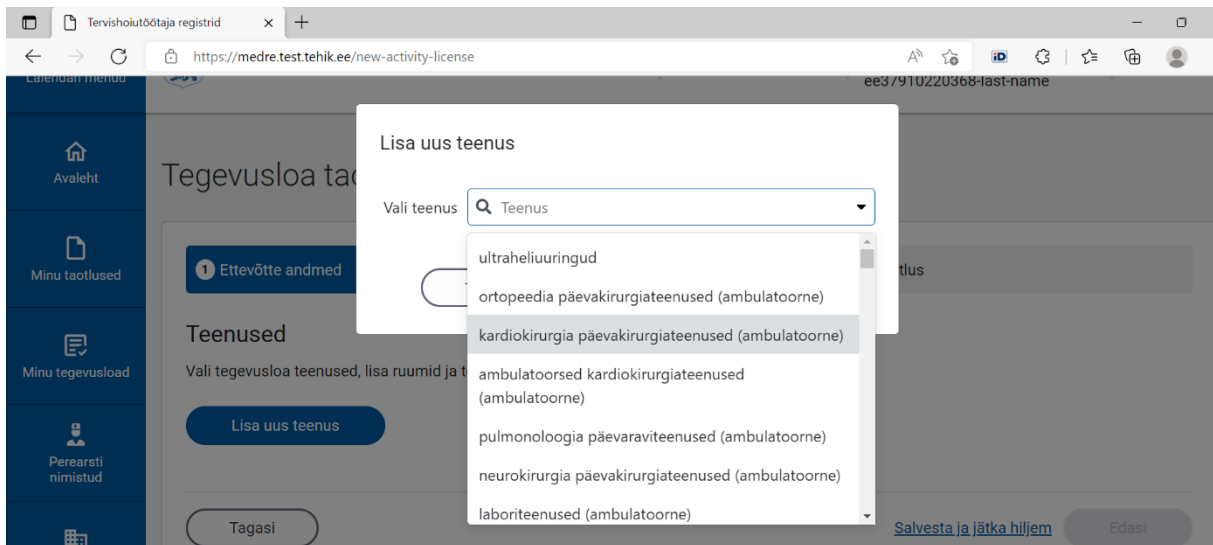 Tervishoiutöötaja registrid
https://medre.test.tehik.ee/new-activity-license
Laiendan menüü
ee37910220368-last-name
Avaleht
Minu taotlused
Minu tegevusload
Perearsti
nimistud
Tegevusloa
1 Ettevõtte andmed
Teenused
Vali tegevusloa teenused, lisa ruumid ja
Lisa uus teenus
Tagasi
Salvesta ja jätka hiljem
Edasi
Lisa uus teenus
Vali teenus
Teenus
ultraheliuuringud
ortopeedia päevakirurgiateenused (ambulatoorne)
kardiokirurgia päevakirurgiateenused (ambulatoorne)
ambulatoorsed kardiokirurgiateenused
(ambulatoorne)
pulmonoloogia päevaraviteenused (ambulatoorne)
neurokirurgia päevakirurgiateenused (ambulatoorne)
laboriteenused (ambulatoorne)